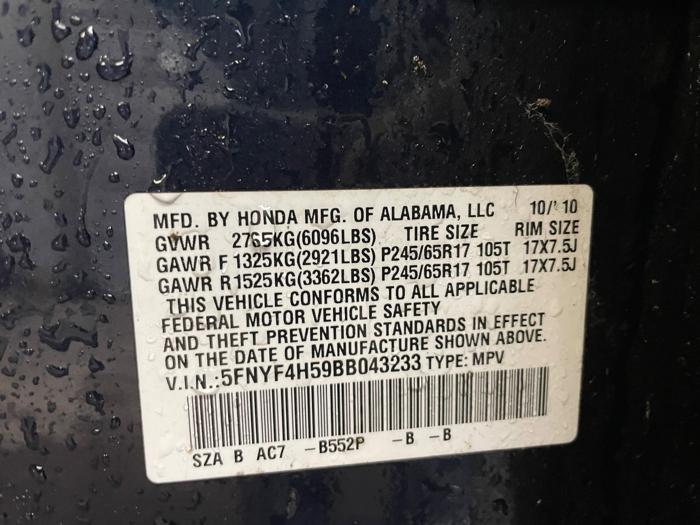 MFD. BY HONDA MFG. OF ALABAMA, LLC 10/'10
GVWR 2765KG(6096LBS) TIRE SIZE RIM SIZE
GAWR F 1325KG(2921LBS) P245/65R17 105T 17X7.5J
GAWR R 1525KG(3362LBS) P245/65R17 105T 17X7.5J
THIS VEHICLE CONFORMS TO ALL APPLICABLE
FEDERAL MOTOR VEHICLE SAFETY
AND THEFT PREVENTION STANDARDS IN EFFECT
ON THE DATE OF MANUFACTURE SHOWN ABOVE.
V.I.N.:5FNYF4H59BB043233 TYPE: MPV
SZA B AC7 -B552P -B -B